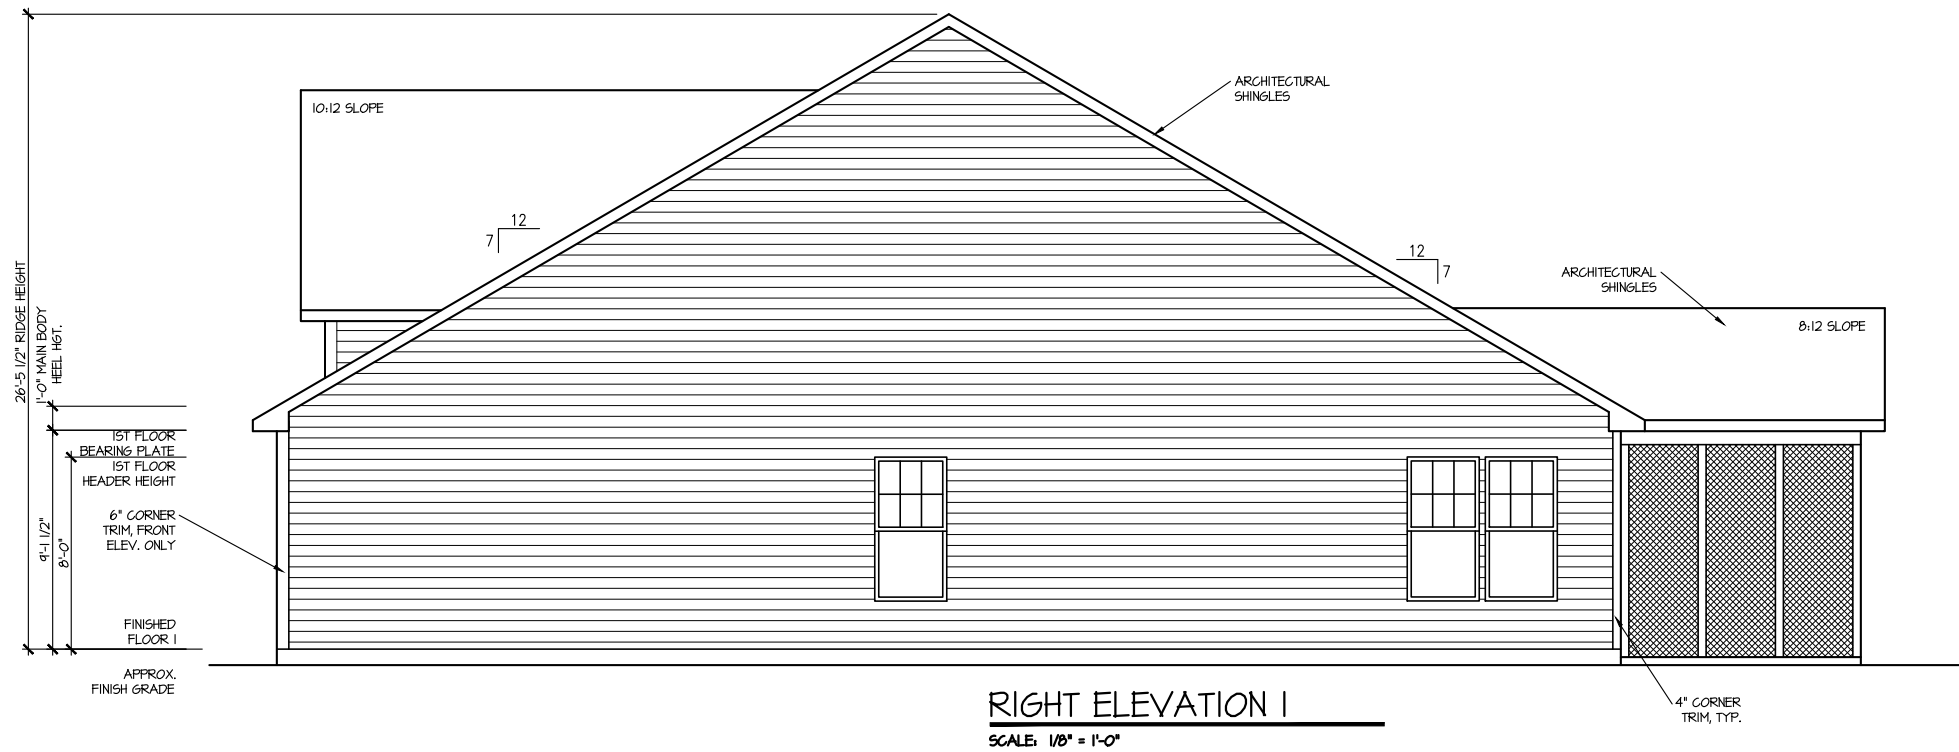 10:12 SLOPE
ARCHITECTURAL
SHINGLES
12
7
12
7
ARCHITECTURAL
SHINGLES
8:12 SLOPE
26'-5 1/2" RIDGE HEIGHT
1'-0" MAIN BODY
HEEL HGT.
1ST FLOOR
BEARING PLATE
1ST FLOOR
HEADER HEIGHT
6" CORNER
TRIM, FRONT
ELEV. ONLY
9'-1 1/2"
8'-0"
FINISHED
FLOOR 1
APPROX.
FINISH GRADE
4" CORNER
TRIM, TYP.
RIGHT ELEVATION 1
SCALE: 1/8" = 1'-0"